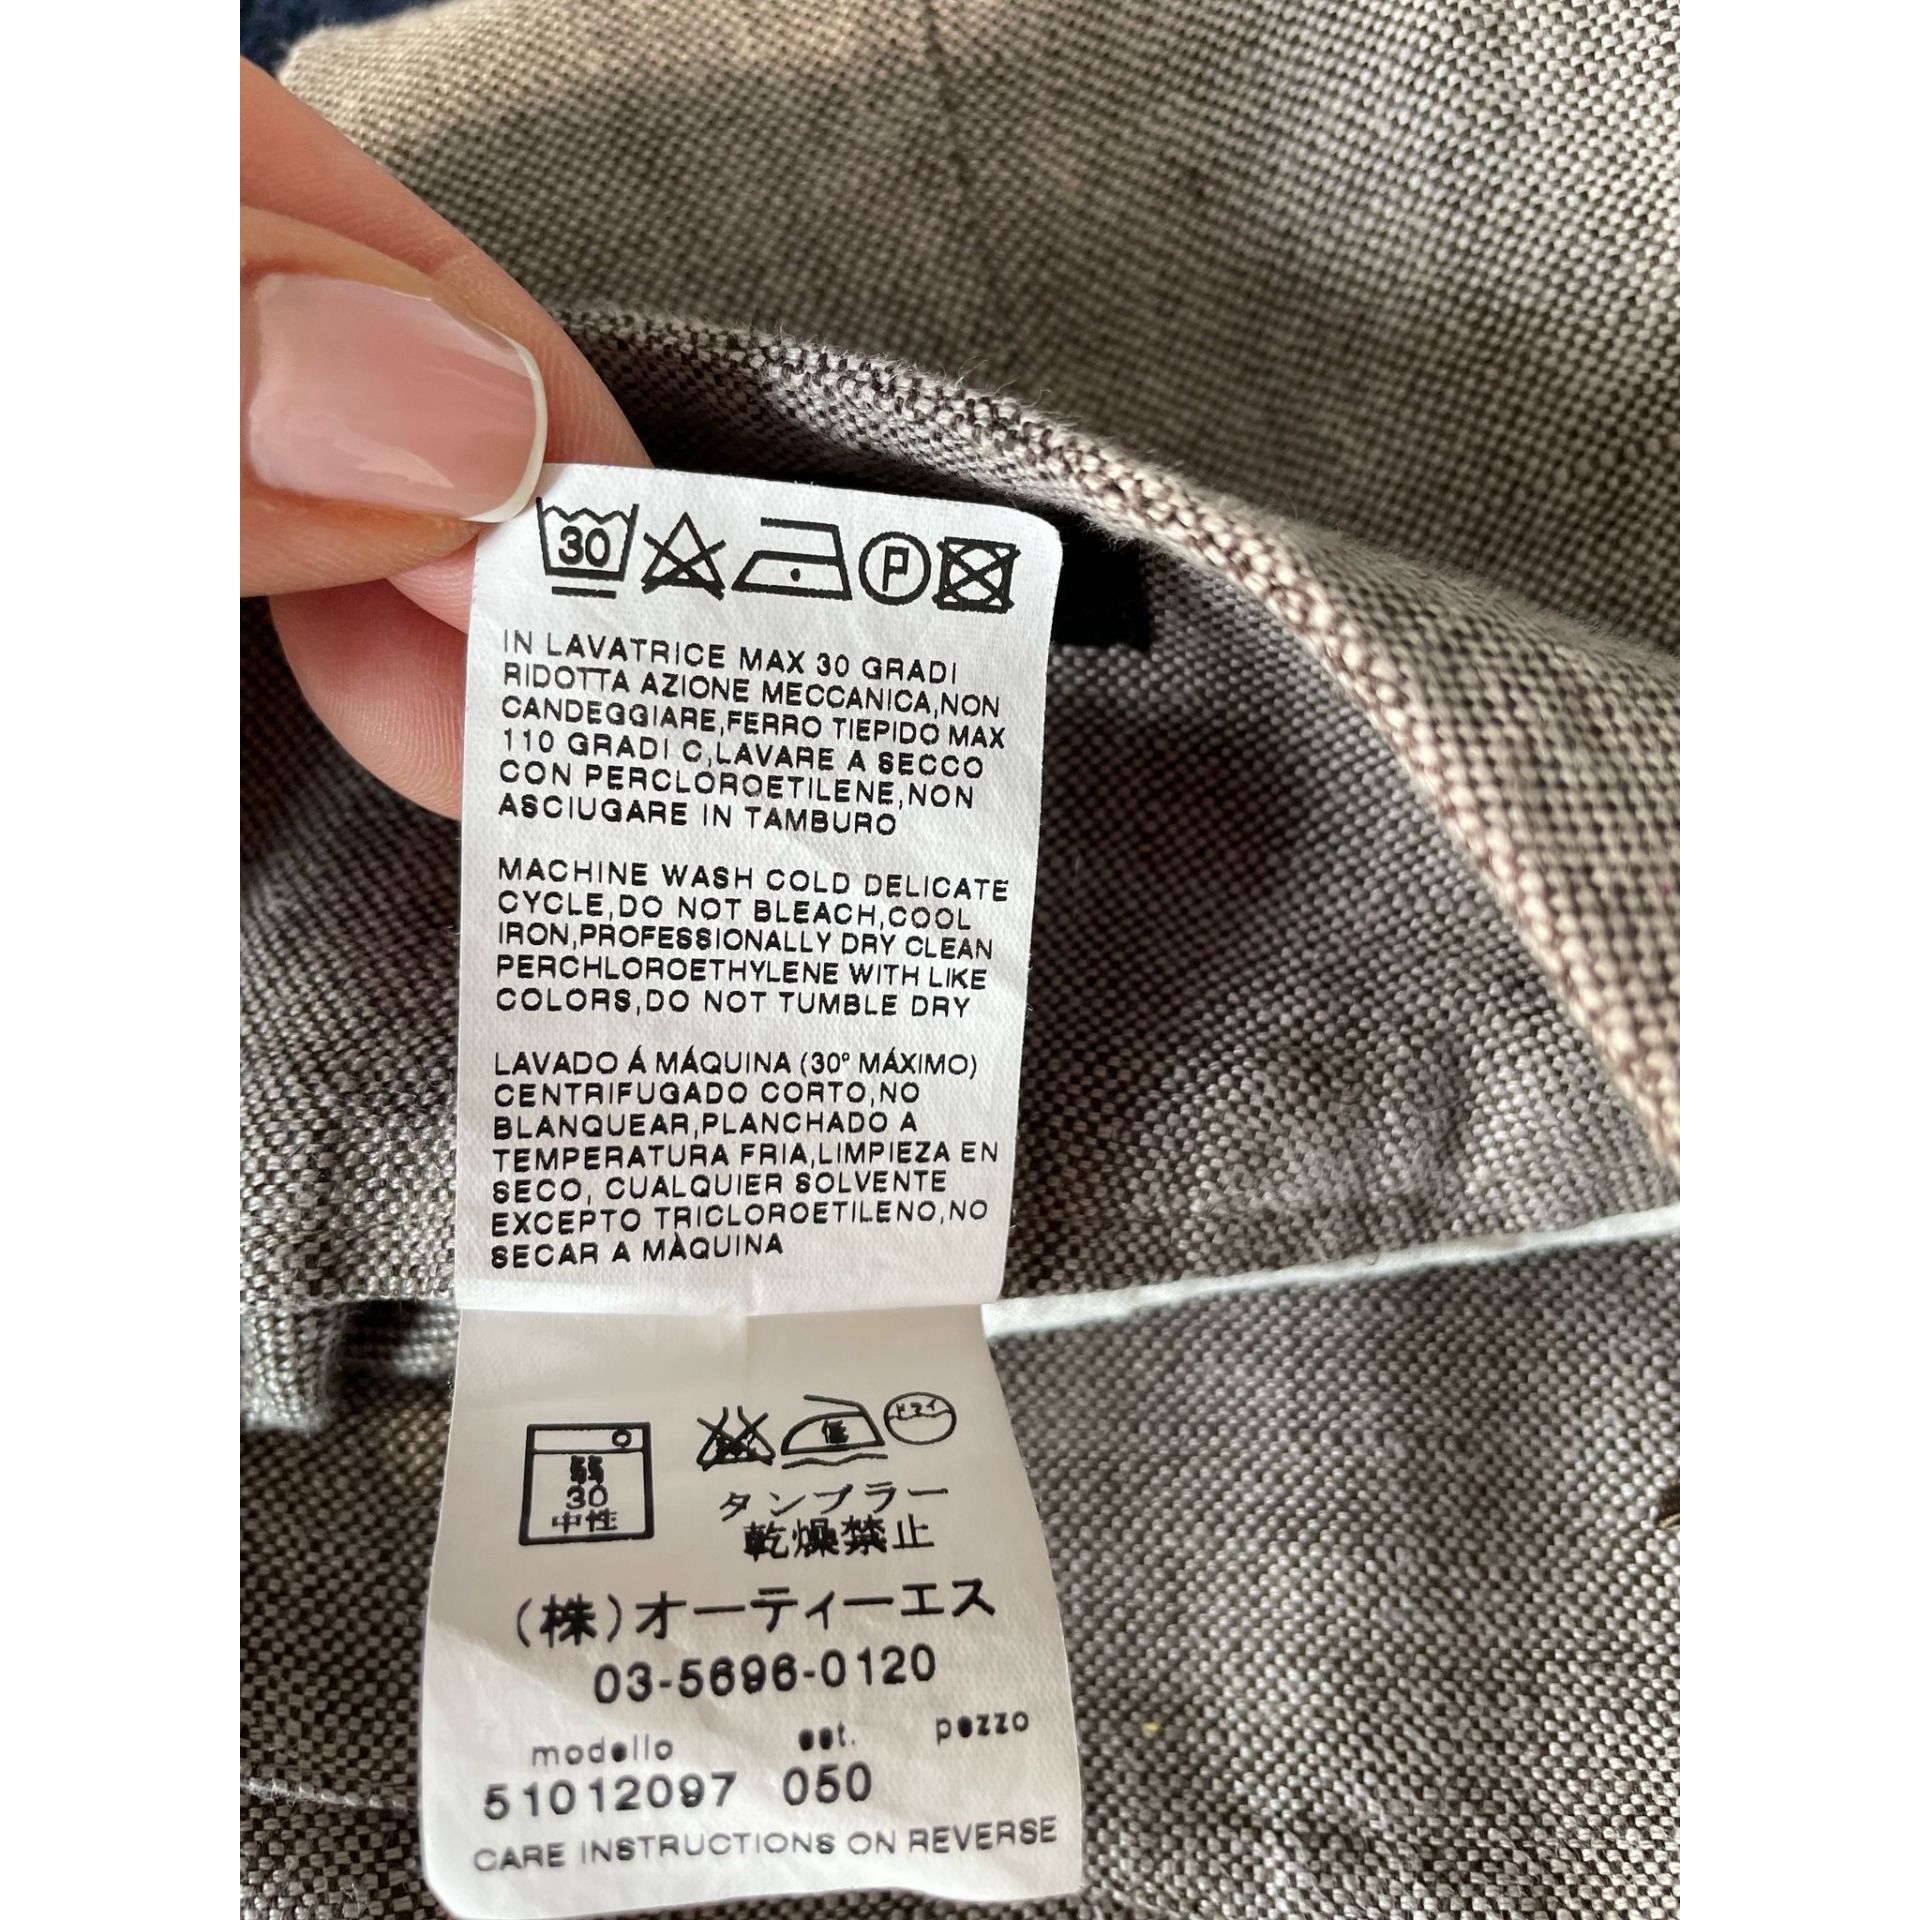 30
P
IN LAVATRICE MAX 30 GRADI
RIDOTTA AZIONE MECCANICA,NON
CANDEGGIARE,FERRO TIEPIDO MAX
110 GRADI C,LAVARE A SECCO
CON PERCLOROETILENE,NON
ASCIUGARE IN TAMBURO
MACHINE WASH COLD DELICATE
CYCLE,DO NOT BLEACH,COOL
IRON,PROFESSIONALLY DRY CLEAN
PERCHLOROETHYLENE WITH LIKE
COLORS,DO NOT TUMBLE DRY
LAVADO Á MÁQUINA (30° MÁXIMO)
CENTRIFUGADO CORTO,NO
BLANQUEAR,PLANCHADO A
TEMPERATURA FRIA,LIMPIEZA EN
SECO, CUALQUIER SOLVENTE
EXCEPTO TRICLOROETILENO,NO
SECAR A MÀQUINA
低 ドライ
弱
30
中性
タンブラー
乾燥禁止
(株)オーティーエス
03-5696-0120
modello est. pezzo
51012097 050
CARE INSTRUCTIONS ON REVERSE